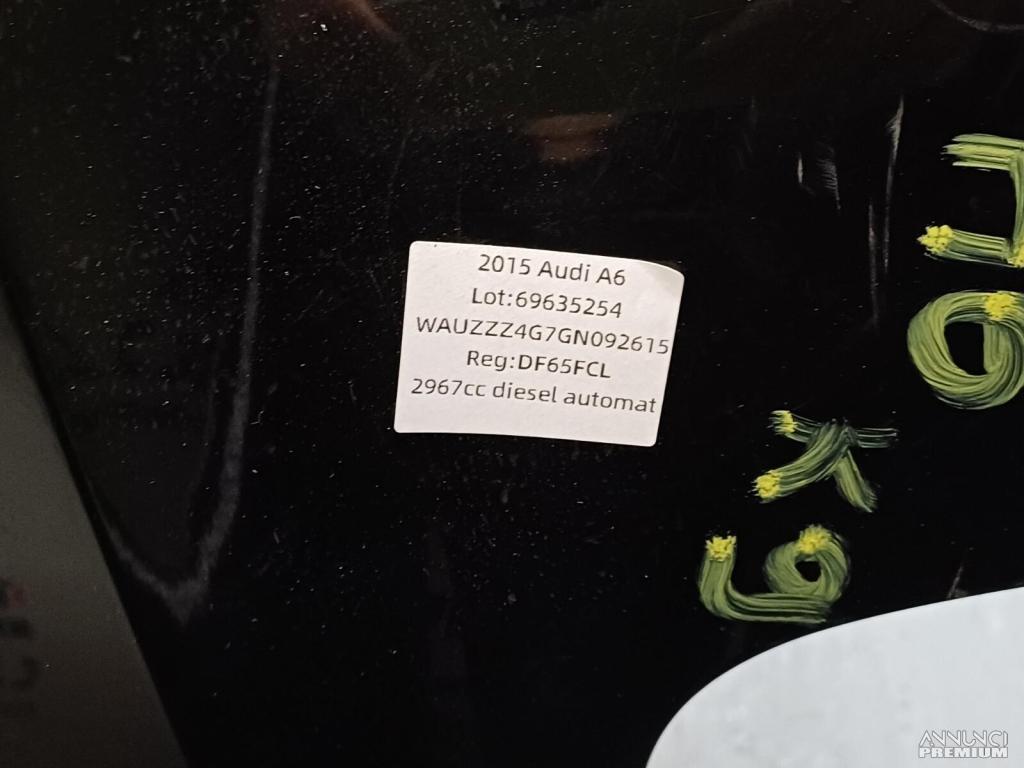 2015 Audi A6
Lot:69635254
WAUZZZ4G7GN092615
Reg:DF65FCL
2967cc diesel automat
ANNUNCI
PREMIUM